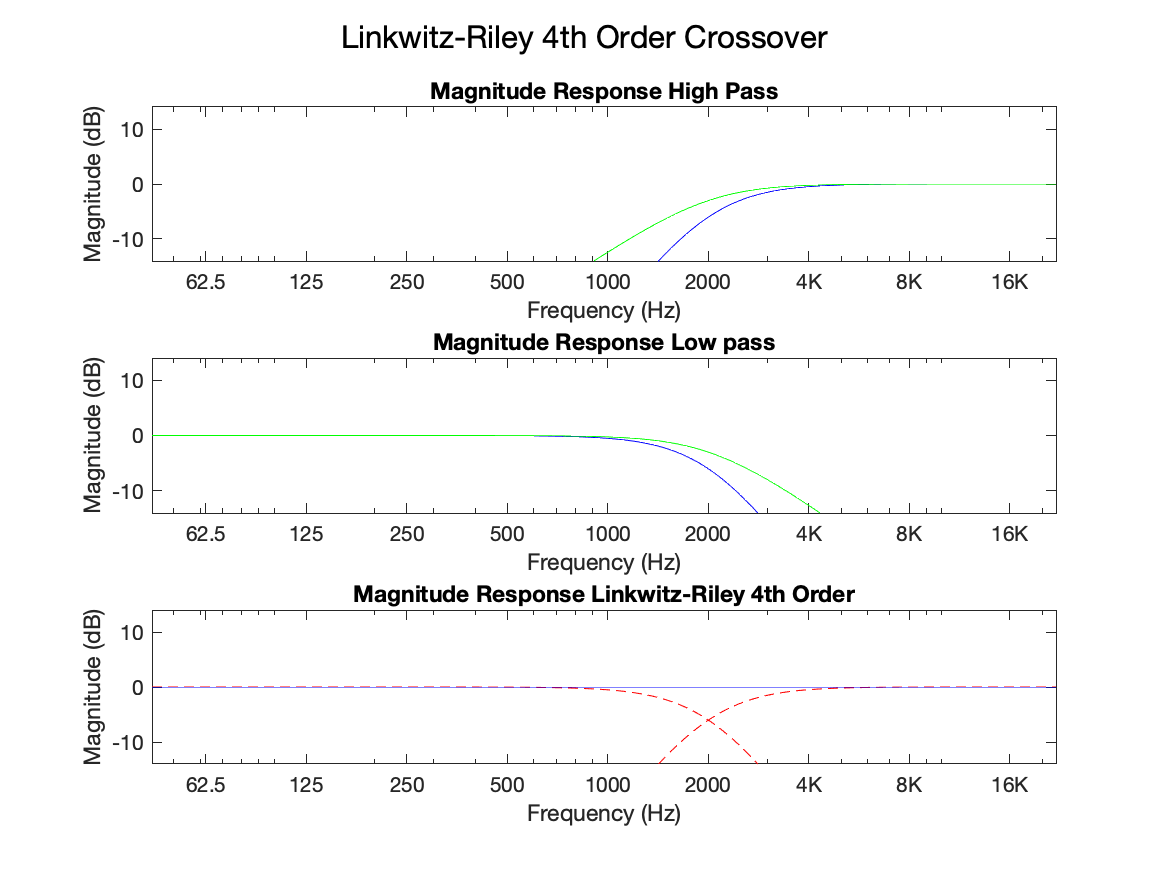 Linkwitz-Riley 4th Order Crossover
Magnitude Response High Pass
Magnitude (dB)
10
0
-10
62.5 125 250 500 1000 2000 4K 8K 16K
Frequency (Hz)
Magnitude Response Low pass
Magnitude (dB)
10
0
-10
62.5 125 250 500 1000 2000 4K 8K 16K
Frequency (Hz)
Magnitude Response Linkwitz-Riley 4th Order
Magnitude (dB)
10
0
-10
62.5 125 250 500 1000 2000 4K 8K 16K
Frequency (Hz)